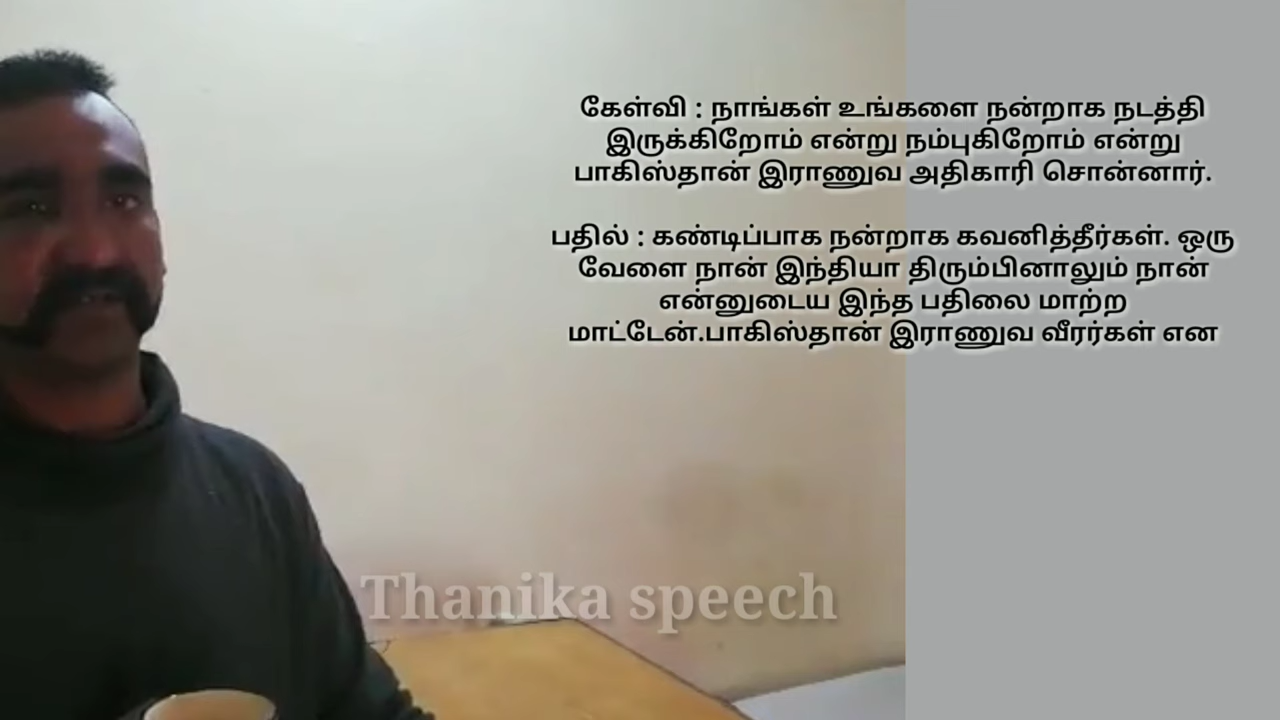 கேள்வி : நாங்கள் உங்களை நன்றாக நடத்தி
இருக்கிறோம் என்று நம்புகிறோம் என்று
பாகிஸ்தான் இராணுவ அதிகாரி சொன்னார்.
பதில் : கண்டிப்பாக நன்றாக கவனித்தீர்கள். ஒரு
வேளை நான் இந்தியா திரும்பினாலும் நான்
என்னுடைய இந்த பதிலை மாற்ற
மாட்டேன்.பாகிஸ்தான் இராணுவ வீரர்கள் என
Thanika speech